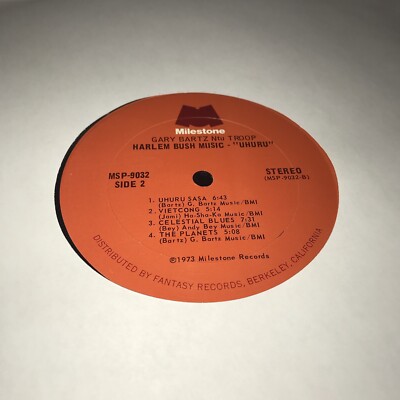 Milestone
GARY BARTZ Ntu TROOP
HARLEM BUSH MUSIC - "UHURU"
MSP-9032
SIDE 2
STEREO
(MSP-9032-B)
1. UHURU SASA 6:43
(Bartz) G. Bartz Music/BMI
2. VIETCONG 5:14
(Jami) Ha-Sha-Ka Music/BMI
3. CELESTIAL BLUES 7:31
(Bey) Andy Bey Music/BMI
4. THE PLANETS 5:08
(Bartz) G. Bartz Music/BMI
℗1973 Milestone Records
DISTRIBUTED BY FANTASY RECORDS, BERKELEY, CALIFORNIA